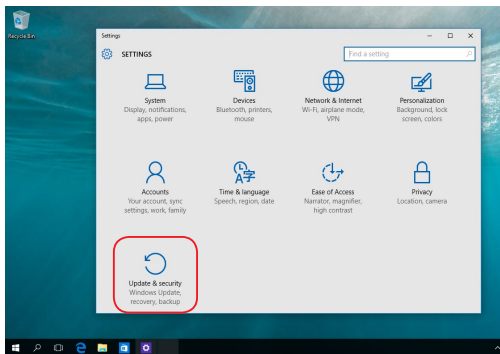 Recycle Bin
Settings
SETTINGS
Find a setting
System
Display, notifications,
apps, power
Devices
Bluetooth, printers,
mouse
Network & Internet
Wi-Fi, airplane mode,
VPN
Personalization
Background, lock
screen, colors
Accounts
Your account, sync
settings, work, family
Time & language
Speech, region, date
Ease of Access
Narrator, magnifier,
high contrast
Privacy
Location, camera
Update & security
Windows Update,
recovery, backup